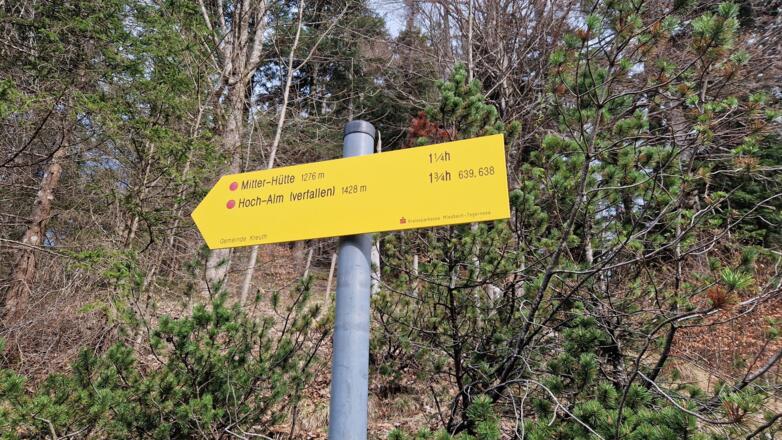 Mitter-Hütte 1276 m 1¼h
Hoch-Alm (verfallen) 1428 m 1¾h 639, 638
Gemeinde Kreuth Kreissparkasse Miesbach-Tegernsee